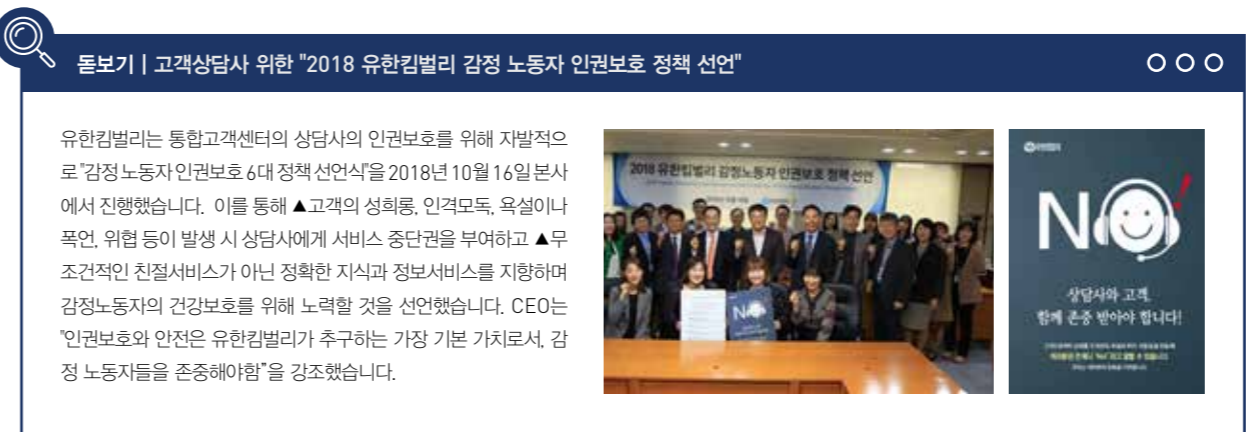 돋보기 | 고객상담사 위한 "2018 유한킴벌리 감정 노동자 인권보호 정책 선언"
유한킴벌리는 통합고객센터의 상담사의 인권보호를 위해 자발적으
로"감정 노동자 인권보호 6대 정책 선언식"을 2018년 10월 16일 본사
에서 진행했습니다. 이를 통해 ▲고객의 성희롱, 인격모독, 욕설이나
폭언, 위협 등이 발생 시 상담사에게 서비스 중단권을 부여하고 ▲무
조건적인 친절서비스가 아닌 정확한 지식과 정보서비스를 지향하며
감정노동자의 건강보호를 위해 노력할 것을 선언했습니다. CEO는
"인권보호와 안전은 유한킴벌리가 추구하는 가장 기본 가치로서, 감
정 노동자들을 존중해야함"을 강조했습니다.
2018 유한킴벌리 감정노동자 인권보호 정책 선언
NO
NO!
상담사와 고객,
함께 존중 받아야 합니다!